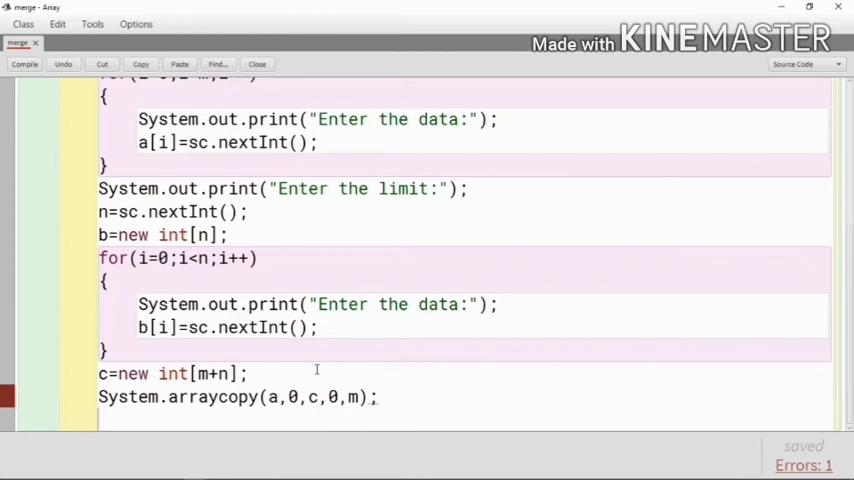 merge - Array
Class Edit Tools Options
Made with KINEMASTER
merge ×
Compile Undo Cut Copy Paste Find... Close Source Code
{
System.out.print("Enter the data:");
a[i]=sc.nextInt();
}
System.out.print("Enter the limit:");
n=sc.nextInt();
b=new int[n];
for(i=0;i<n;i++)
{
System.out.print("Enter the data:");
b[i]=sc.nextInt();
}
c=new int[m+n];
System.arraycopy(a,0,c,0,m);
saved
Errors: 1